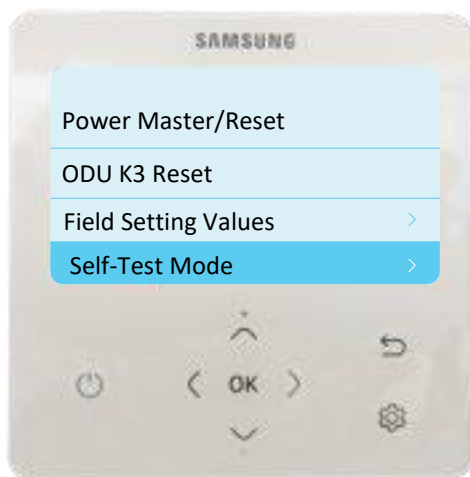 SAMSUNG
Power Master/Reset
ODU K3 Reset
Field Setting Values
Self-Test Mode
OK